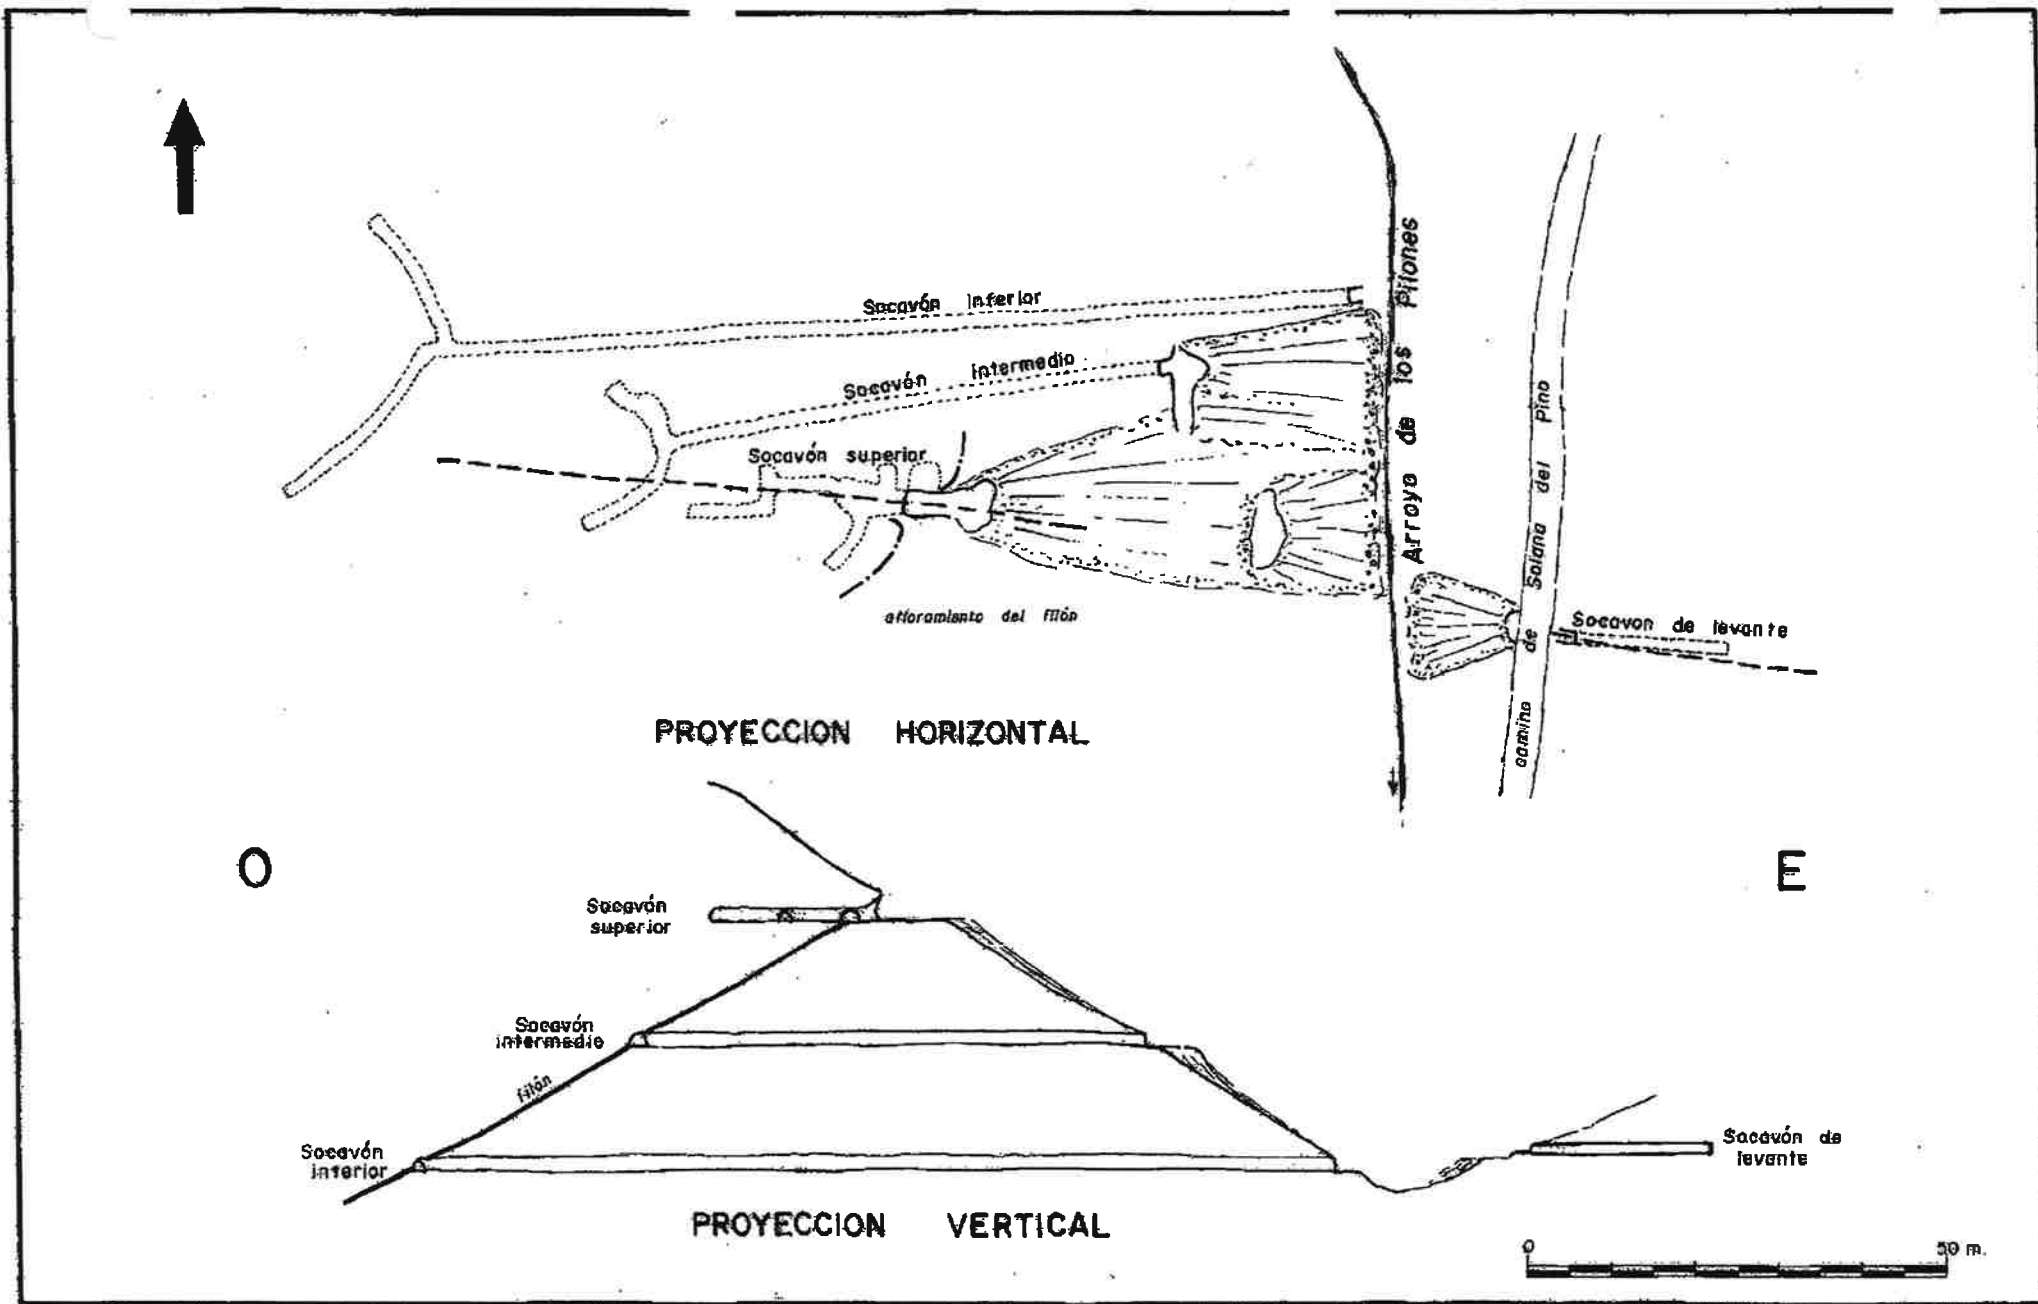 Socavón inferior
Socavón intermedio
Socavón superior
afloramiento del filón
Arroyo de los Pilones
camino de Solana del Pino
Socavon de levante
PROYECCION HORIZONTAL
O
E
Socavón
superior
Socavón
intermedio
filón
Socavón
inferior
Socavón de
levante
PROYECCION VERTICAL
0
50 m.